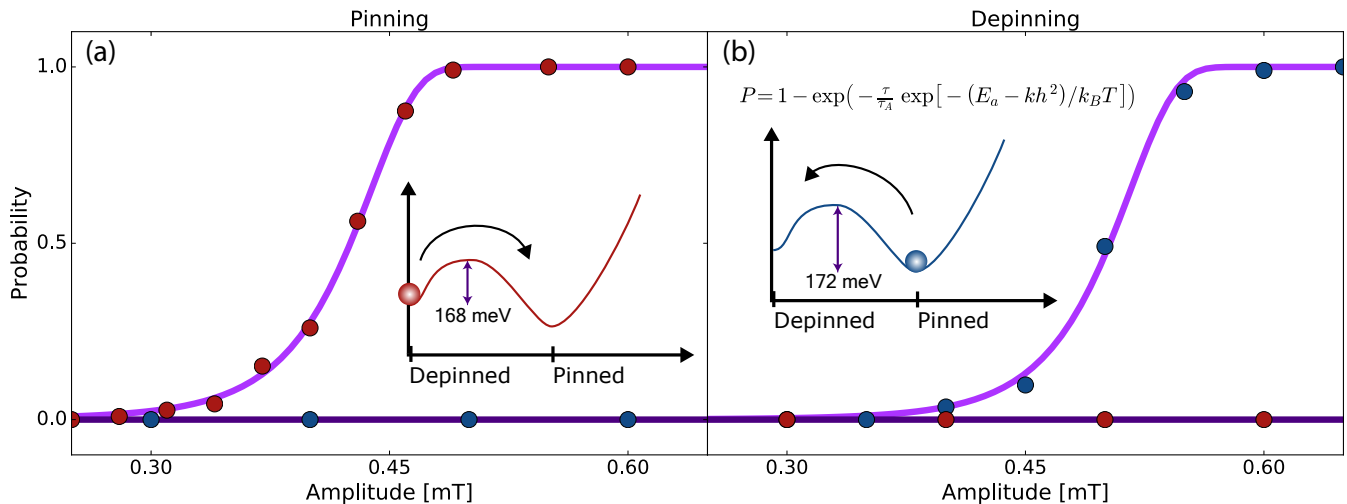 Pinning
Depinning
(a)
(b)
P = 1 − exp(−τ/τ_A exp[−(E_a − kh²)/k_BT])
168 meV
172 meV
Depinned Pinned
Depinned Pinned
1.0
0.5
0.0
Probability
0.30 0.45 0.60
0.30 0.45 0.60
Amplitude [mT]
Amplitude [mT]